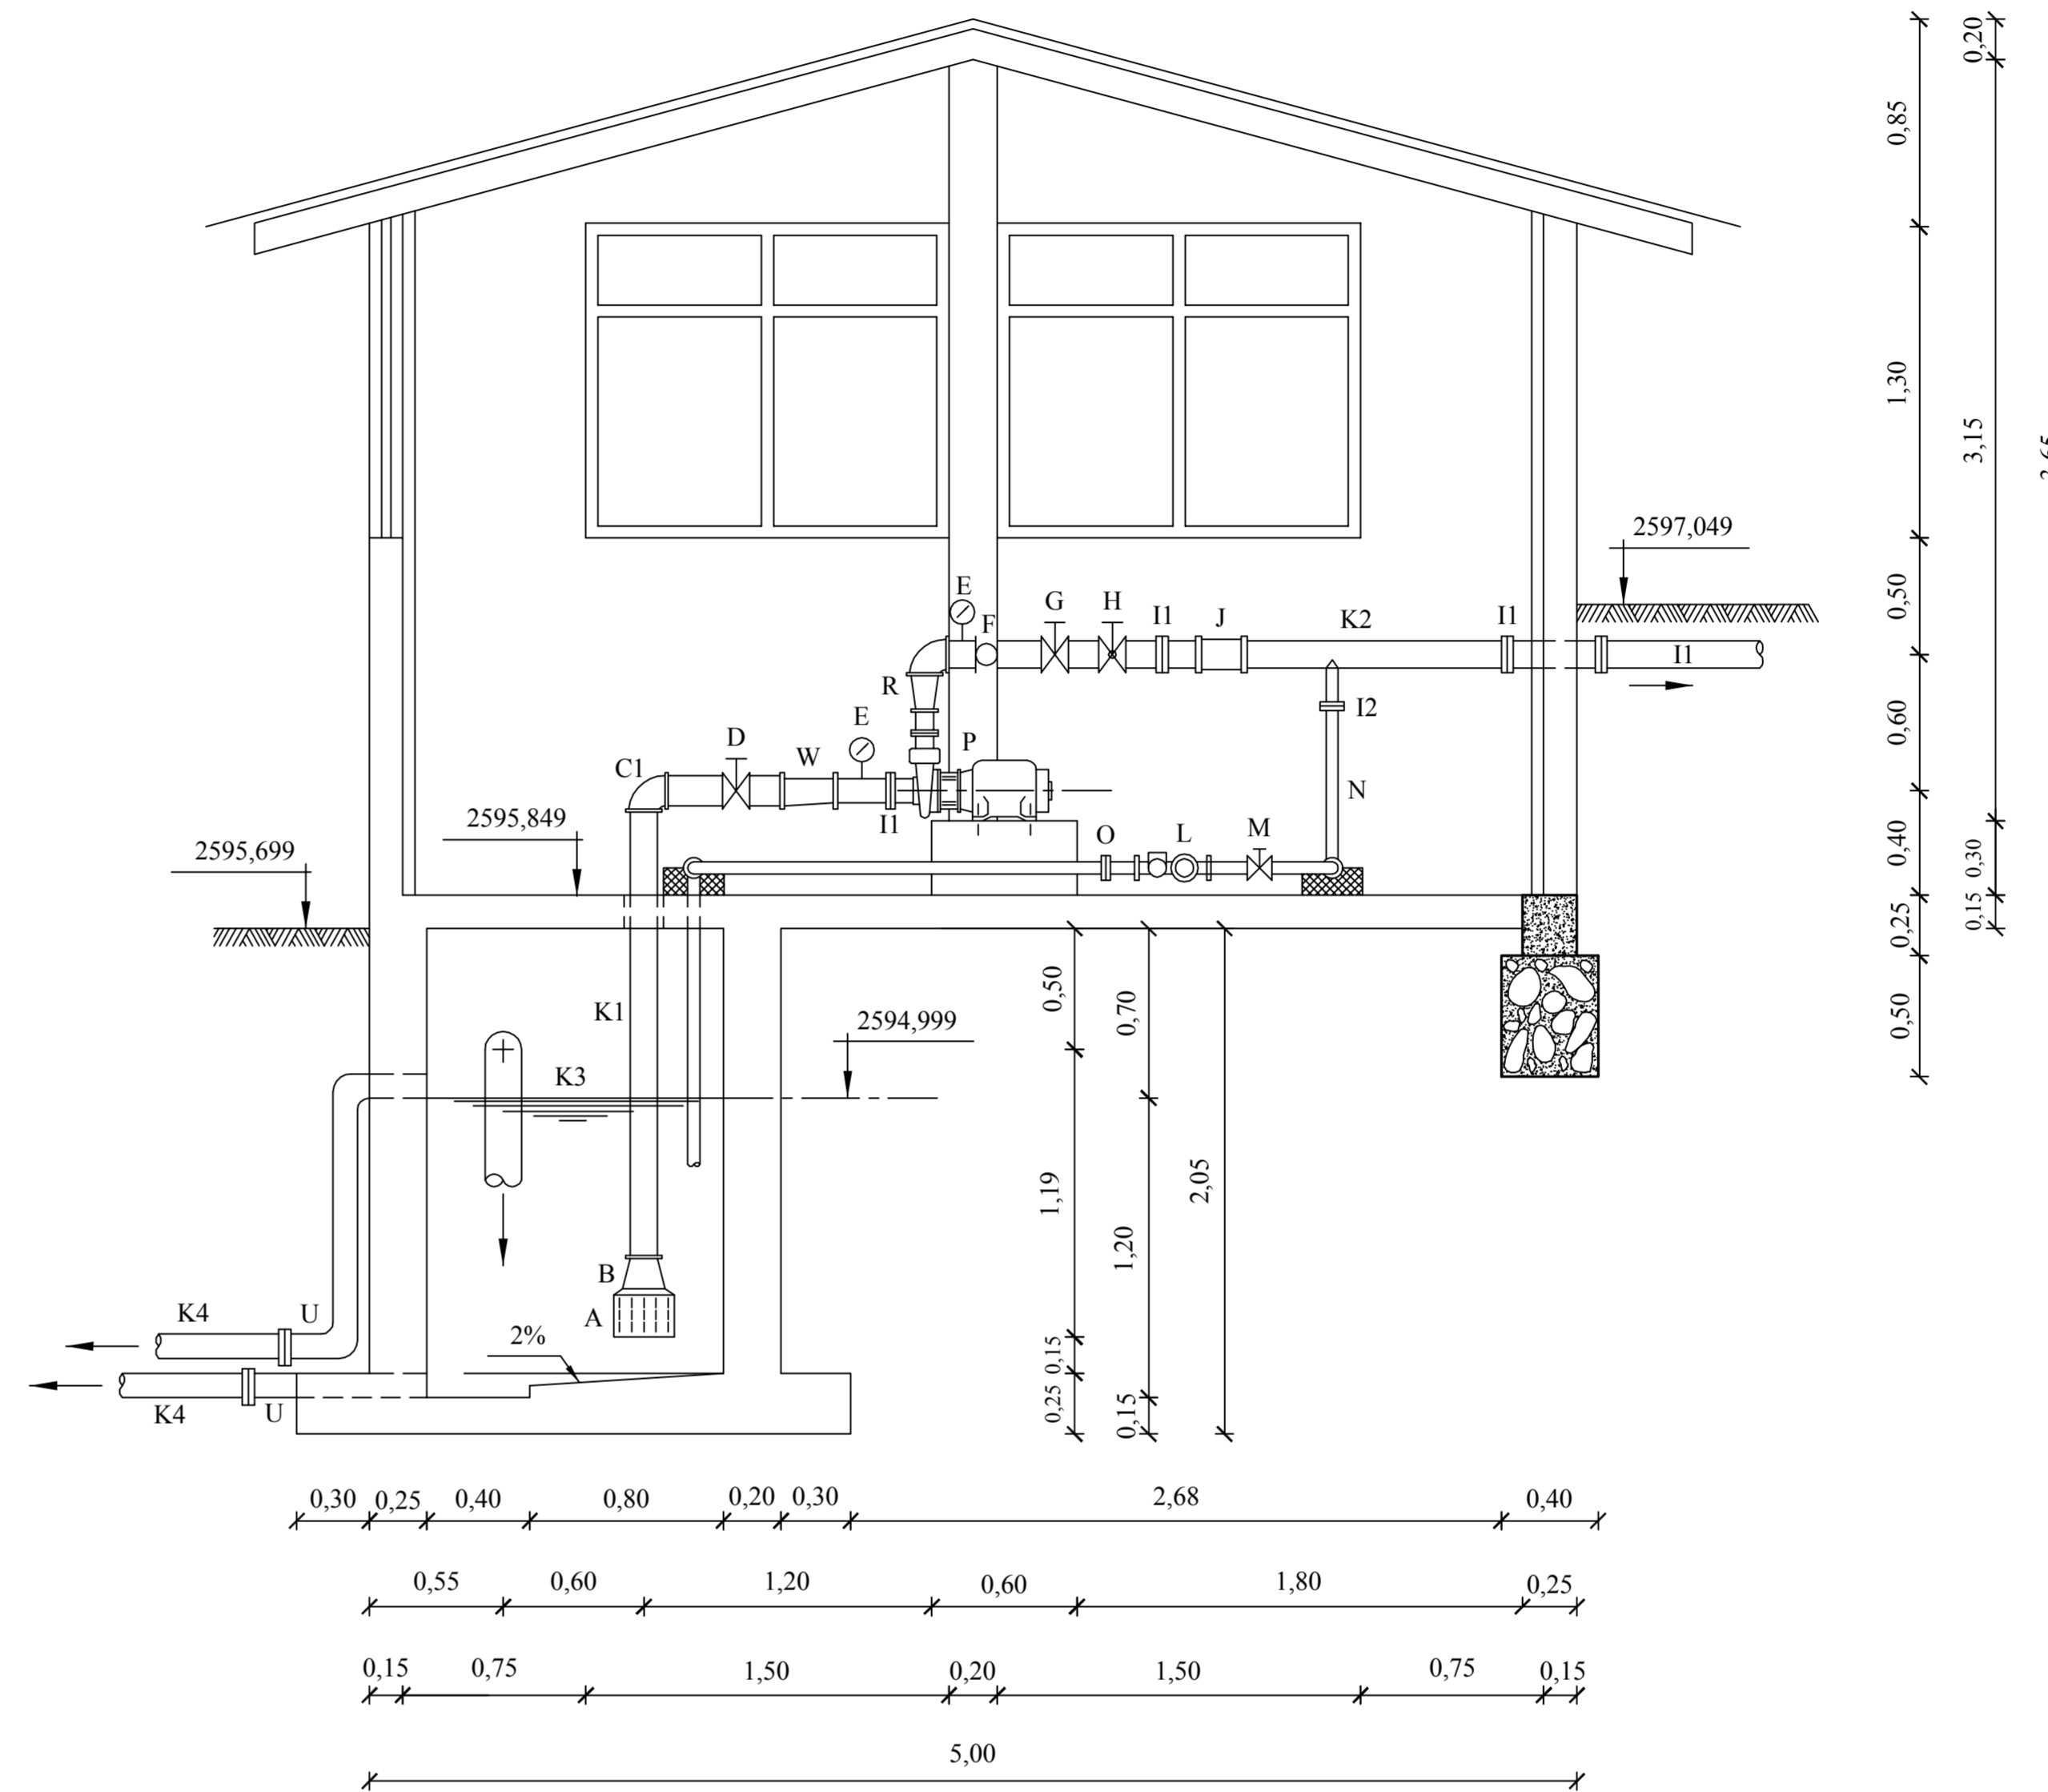 0,20
0,85
1,30
3,15
2597,049
0,50
E
F
G
H
I1
J
K2
I1
I1
R
E
P
I2
0,60
D
W
C1
I1
N
2595,849
2595,699
O
L
M
0,40
0,30
0,15
0,25
K1
2594,999
0,50
0,70
0,50
K3
1,19
2,05
1,20
B
A
K4
U
2%
0,15
K4
U
0,25
0,15
0,30
0,25
0,40
0,80
0,20
0,30
2,68
0,40
0,55
0,60
1,20
0,60
1,80
0,25
0,15
0,75
1,50
0,20
1,50
0,75
0,15
5,00